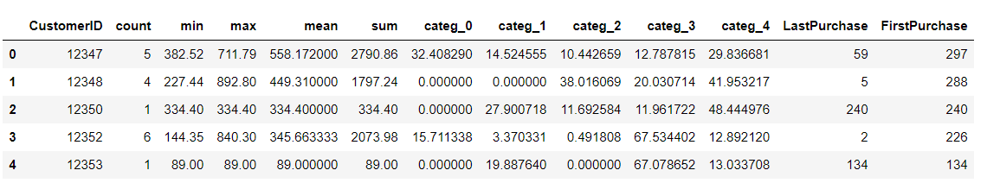 CustomerID count min max mean sum categ_0 categ_1 categ_2 categ_3 categ_4 LastPurchase FirstPurchase
0 12347 5 382.52 711.79 558.172000 2790.86 32.408290 14.524555 10.442659 12.787815 29.836681 59 297
1 12348 4 227.44 892.80 449.310000 1797.24 0.000000 0.000000 38.016069 20.030714 41.953217 5 288
2 12350 1 334.40 334.40 334.400000 334.40 0.000000 27.900718 11.692584 11.961722 48.444976 240 240
3 12352 6 144.35 840.30 345.663333 2073.98 15.711338 3.370331 0.491808 67.534402 12.892120 2 226
4 12353 1 89.00 89.00 89.000000 89.00 0.000000 19.887640 0.000000 67.078652 13.033708 134 134